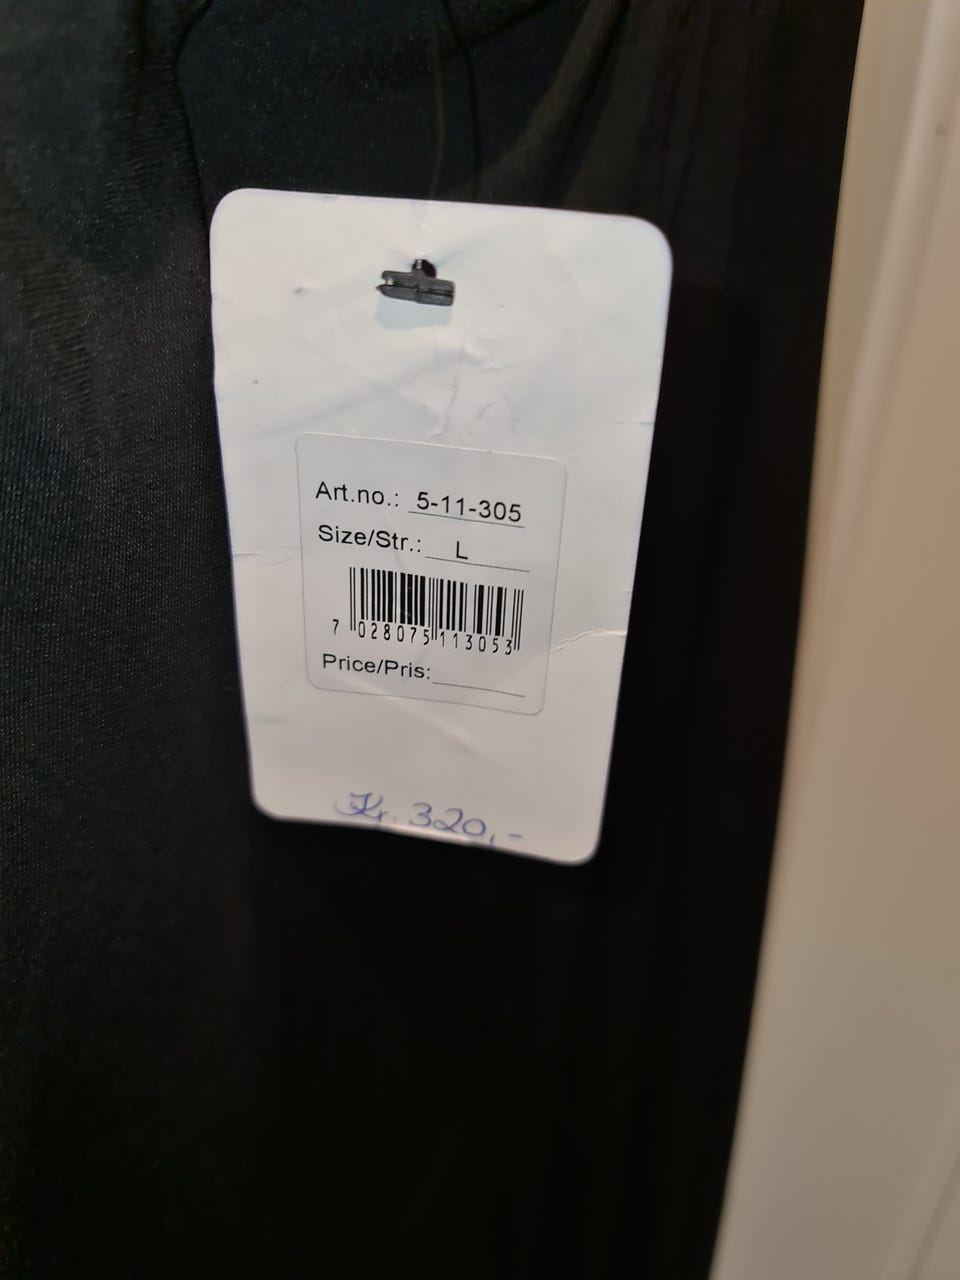 Art.no.: 5-11-305
Size/Str.: L
7 028075 113053
Price/Pris:
Kr. 320,-